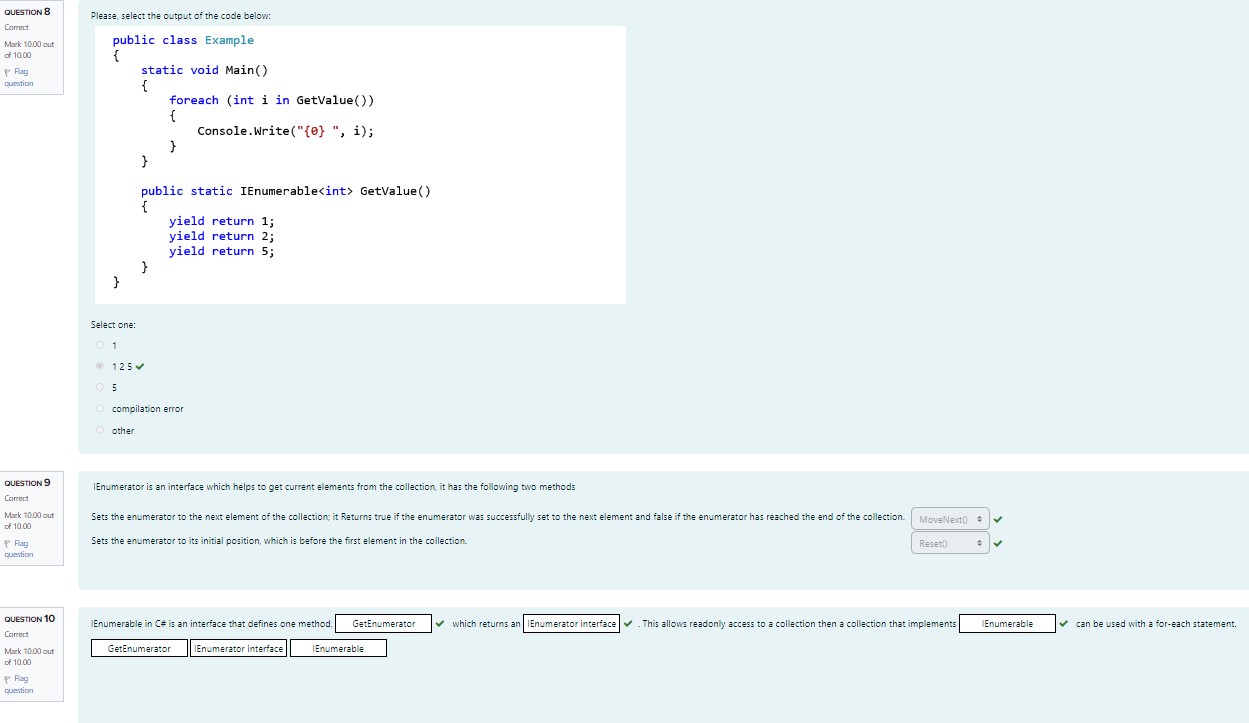 QUESTION 8
Correct
Mark 10.00 out
of 10.00
Flag
question
Please, select the output of the code below:
public class Example
{
static void Main()
{
foreach (int i in GetValue())
{
Console.Write("{0} ", i);
}
}
public static IEnumerable<int> GetValue()
{
yield return 1;
yield return 2;
yield return 5;
}
}
Select one:
1
1 2 5
5
compilation error
other
QUESTION 9
Correct
Mark 10.00 out
of 10.00
Flag
question
IEnumerator is an interface which helps to get current elements from the collection, it has the following two methods
Sets the enumerator to the next element of the collection; it Returns true if the enumerator was successfully set to the next element and false if the enumerator has reached the end of the collection. MoveNext()
Sets the enumerator to its initial position, which is before the first element in the collection. Reset()
QUESTION 10
Correct
Mark 10.00 out
of 10.00
Flag
question
IEnumerable in C# is an interface that defines one method, GetEnumerator which returns an IEnumerator interface . This allows readonly access to a collection then a collection that implements IEnumerable can be used with a for-each statement.
GetEnumerator IEnumerator interface IEnumerable